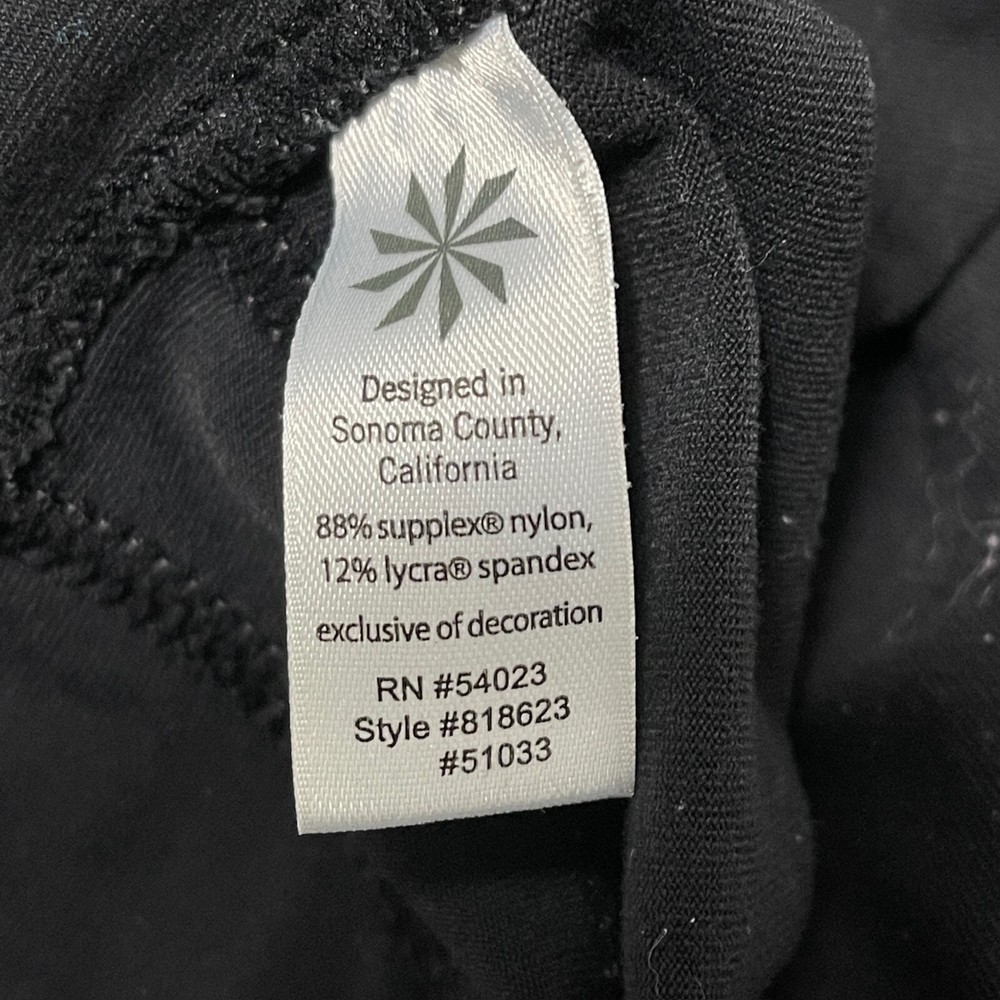 Designed in
Sonoma County,
California
88% supplex® nylon,
12% lycra® spandex
exclusive of decoration
RN #54023
Style #818623
#51033